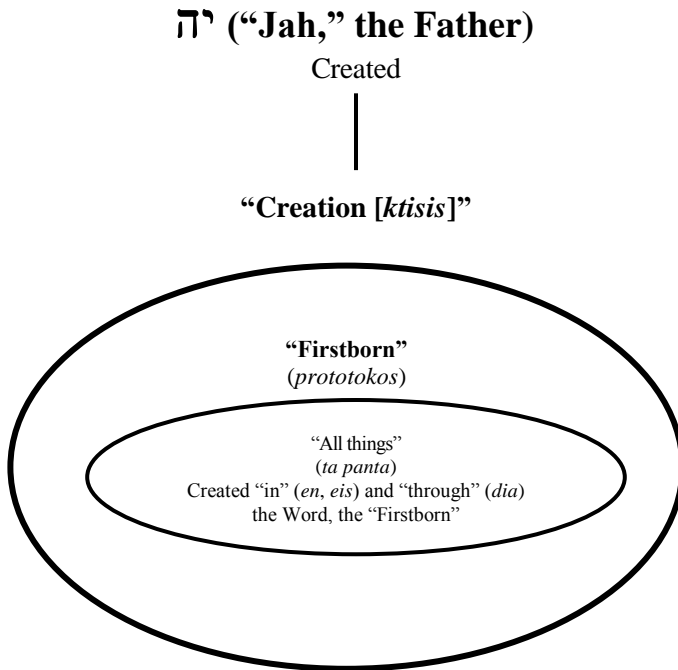 יה (“Jah,” the Father)
Created
“Creation [ktisis]”
“Firstborn”
(prototokos)
“All things”
(ta panta)
Created “in” (en, eis) and “through” (dia)
the Word, the “Firstborn”